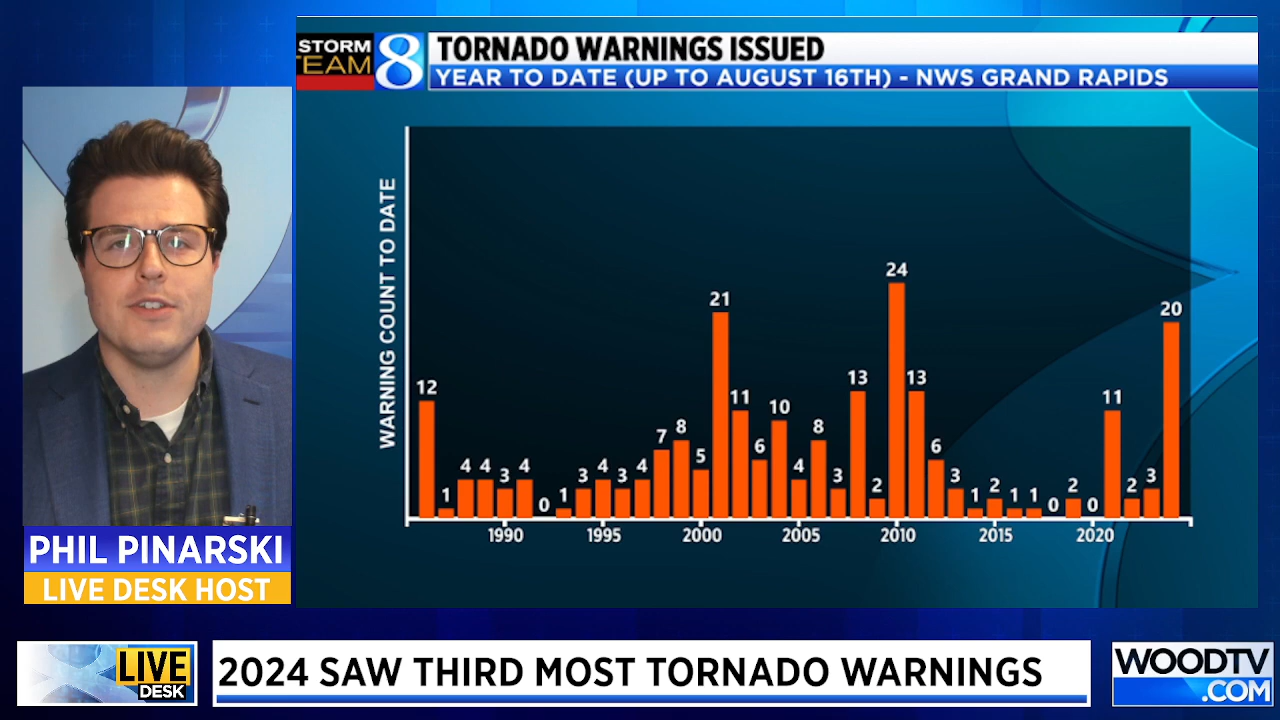 STORM
TEAM
8
TORNADO WARNINGS ISSUED
YEAR TO DATE (UP TO AUGUST 16TH) - NWS GRAND RAPIDS
WARNING COUNT TO DATE
12 1 4 4 3 4 0 1 3 4 3 4 7 8 5 21 11 6 10 4 8 3 13 2 24 13 6 3 1 2 1 1 0 2 0 11 2 3 20
1990 1995 2000 2005 2010 2015 2020
PHIL PINARSKI
LIVE DESK HOST
LIVE
DESK
2024 SAW THIRD MOST TORNADO WARNINGS
WOODTV
.COM